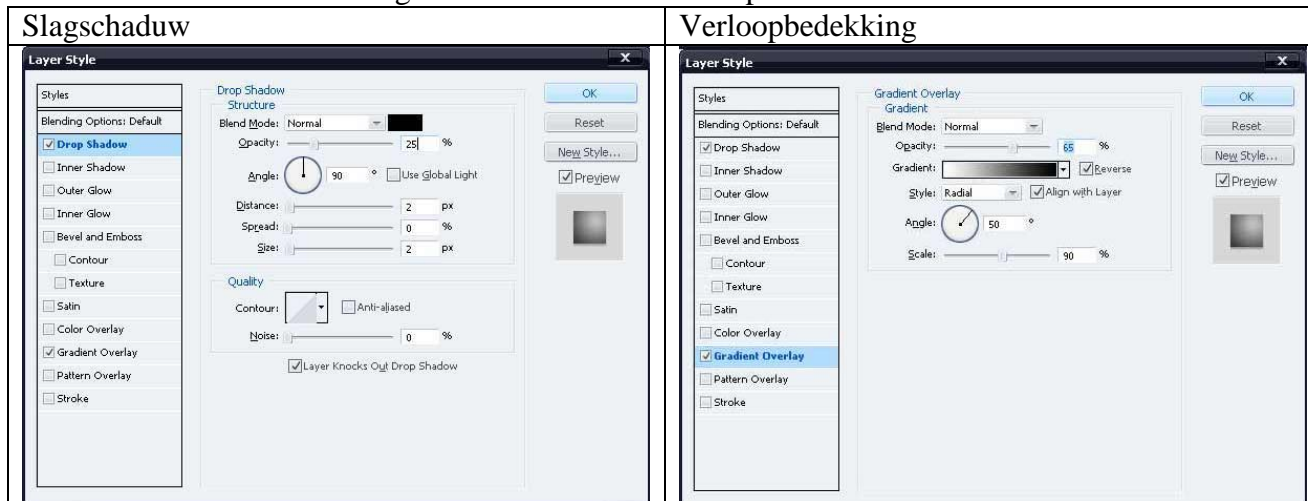 Slagschaduw
Layer Style
X
Styles
Blending Options: Default
Drop Shadow
Inner Shadow
Outer Glow
Inner Glow
Bevel and Emboss
Contour
Texture
Satin
Color Overlay
Gradient Overlay
Pattern Overlay
Stroke
Drop Shadow
Structure
Blend Mode: Normal
Opacity: 25 %
Angle: 90 ° Use Global Light
Distance: 2 px
Spread: 0 %
Size: 2 px
Quality
Contour: Anti-aliased
Noise: 0 %
Layer Knocks Out Drop Shadow
OK
Reset
New Style...
Preview
Verloopbedekking
Layer Style
X
Styles
Blending Options: Default
Drop Shadow
Inner Shadow
Outer Glow
Inner Glow
Bevel and Emboss
Contour
Texture
Satin
Color Overlay
Gradient Overlay
Pattern Overlay
Stroke
Gradient Overlay
Gradient
Blend Mode: Normal
Opacity: 65 %
Gradient: Reverse
Style: Radial Align with Layer
Angle: 50 °
Scale: 90 %
OK
Reset
New Style...
Preview